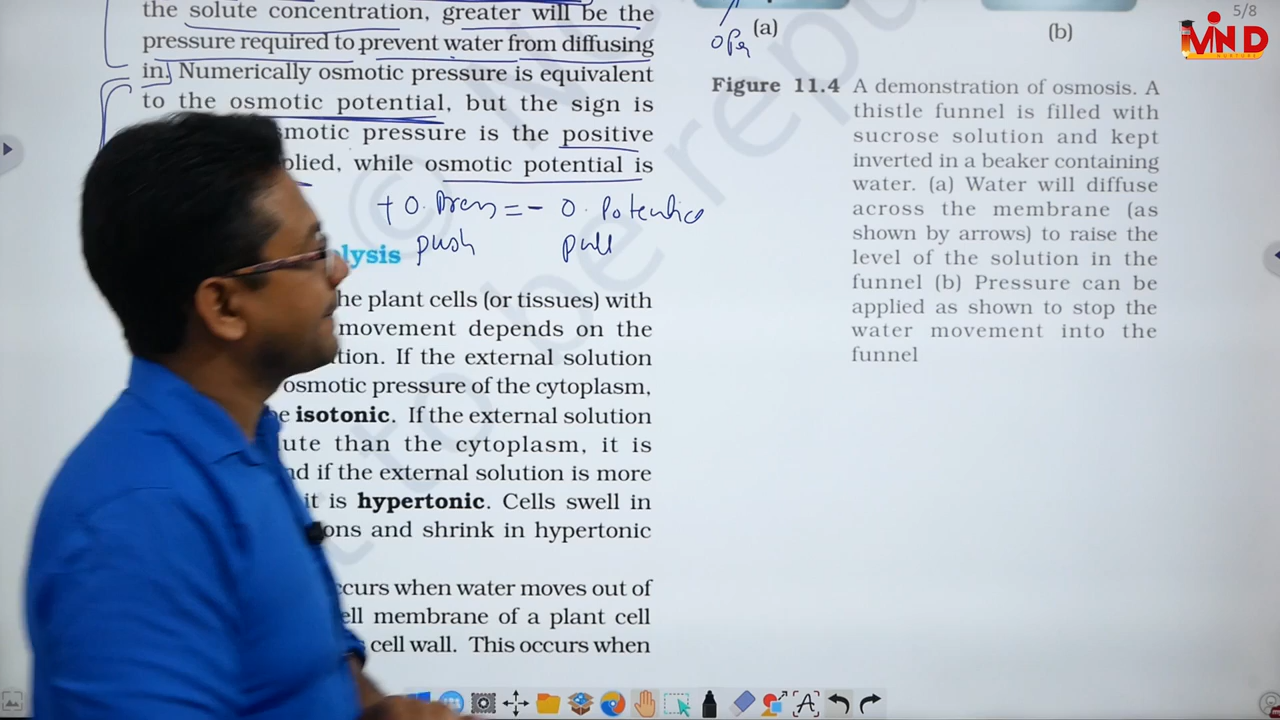 the solute concentration, greater will be the
pressure required to prevent water from diffusing
in. Numerically osmotic pressure is equivalent
to the osmotic potential, but the sign is
smotic pressure is the positive
plied, while osmotic potential is
+ O. Pres = - O. Potential
push pull
lysis
he plant cells (or tissues) with
movement depends on the
tion. If the external solution
osmotic pressure of the cytoplasm,
e isotonic. If the external solution
lute than the cytoplasm, it is
nd if the external solution is more
it is hypertonic. Cells swell in
ons and shrink in hypertonic
ccurs when water moves out of
ell membrane of a plant cell
cell wall. This occurs when
(a)
(b)
Figure 11.4 A demonstration of osmosis. A
thistle funnel is filled with
sucrose solution and kept
inverted in a beaker containing
water. (a) Water will diffuse
across the membrane (as
shown by arrows) to raise the
level of the solution in the
funnel (b) Pressure can be
applied as shown to stop the
water movement into the
funnel
5/8
MIND